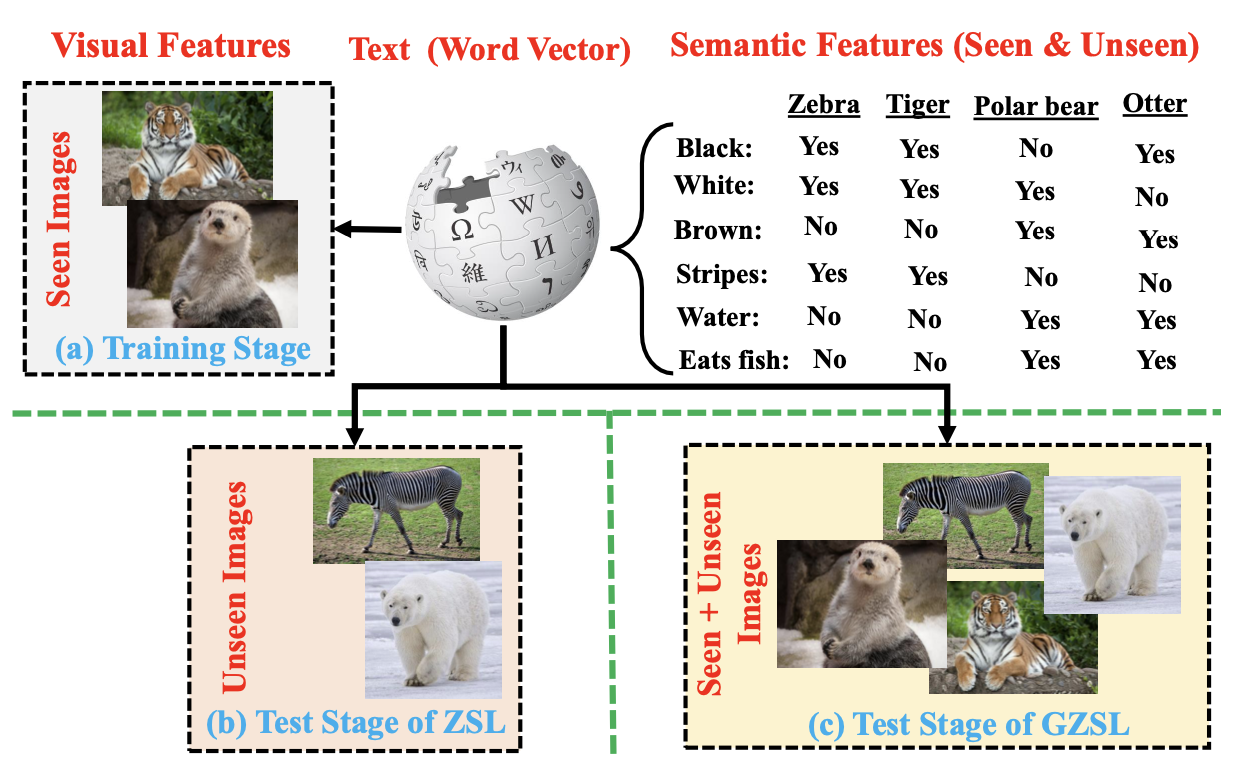 Visual Features
Text (Word Vector)
Semantic Features (Seen & Unseen)
Zebra Tiger Polar bear Otter
Black: Yes Yes No Yes
White: Yes Yes Yes No
Brown: No No Yes Yes
Stripes: Yes Yes No No
Water: No No Yes Yes
Eats fish: No No Yes Yes
Seen Images
(a) Training Stage
Ω
W
И
維
ウィ
Unseen Images
(b) Test Stage of ZSL
Seen + Unseen
Images
(c) Test Stage of GZSL